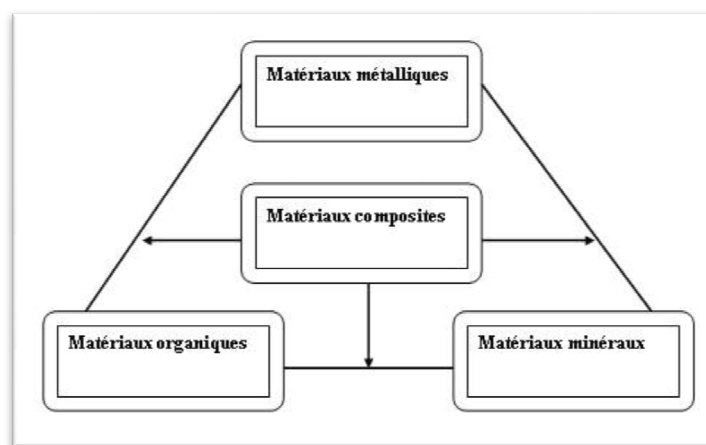 Matériaux métalliques
Matériaux composites
Matériaux organiques
Matériaux minéraux